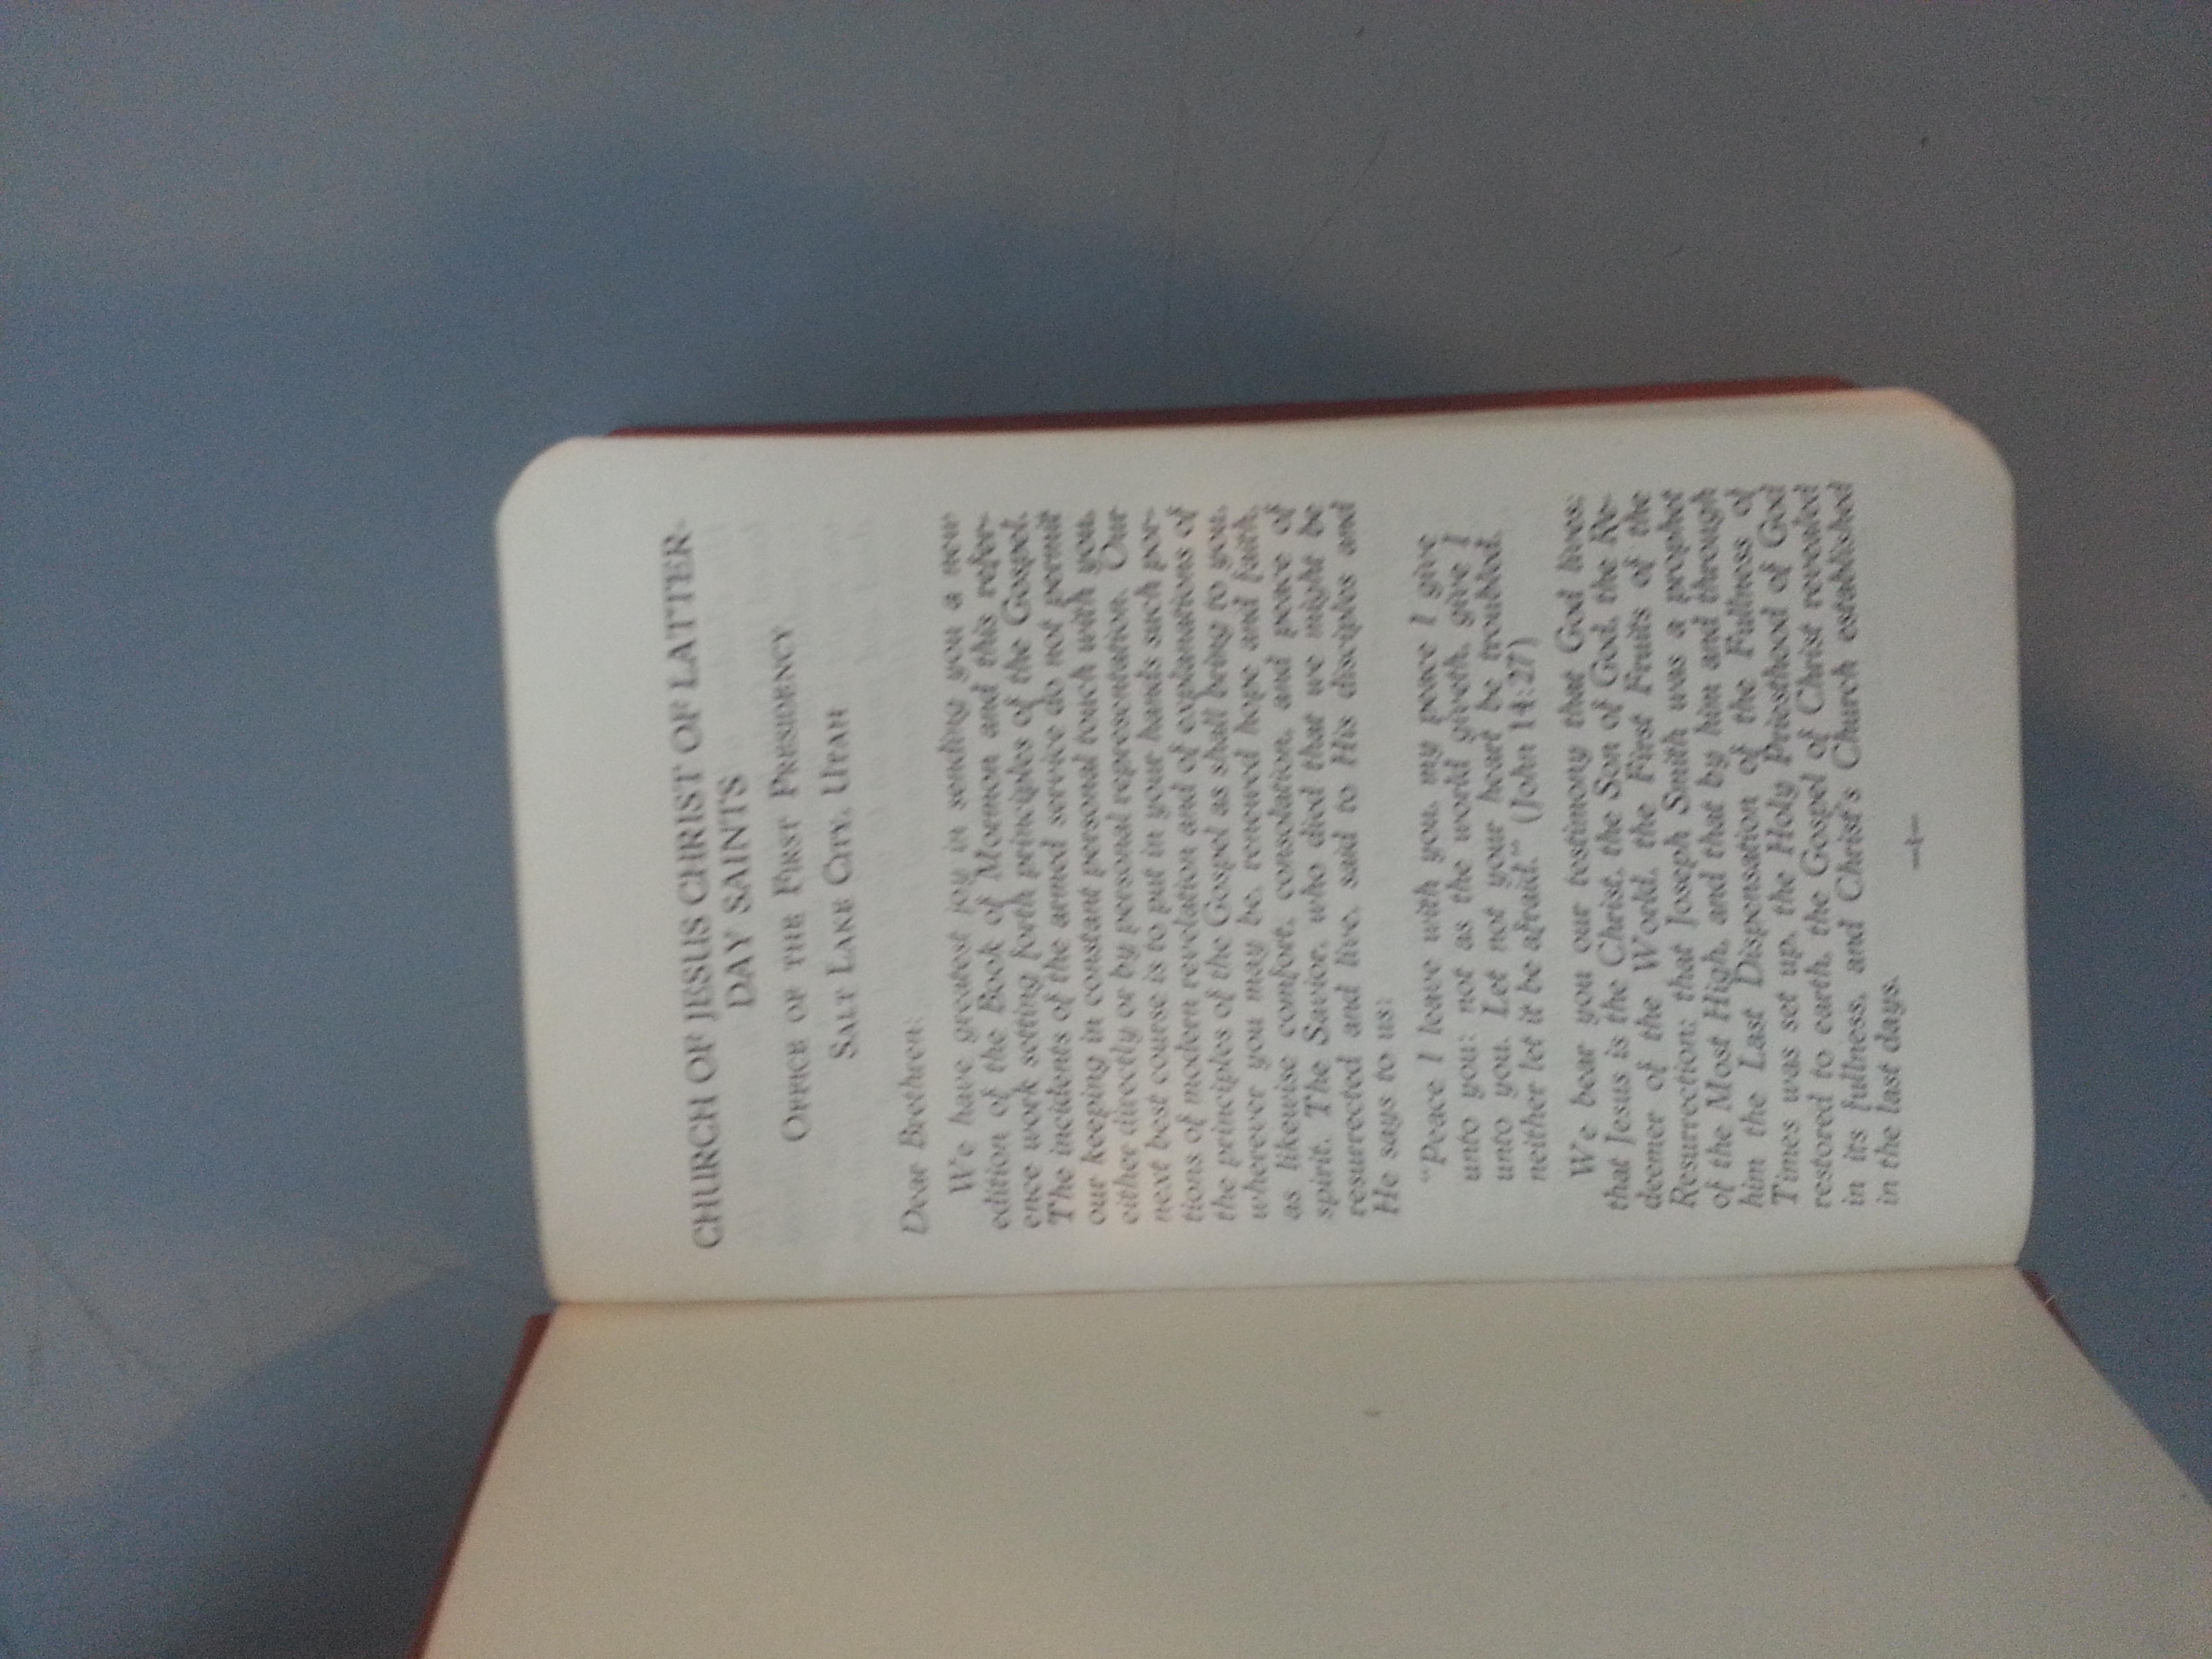 CHURCH OF JESUS CHRIST OF LATTER-
DAY SAINTS
OFFICE OF THE FIRST PRESIDENCY
SALT LAKE CITY, UTAH
Dear Brethren:
We have greatest joy in sending you a new
edition of the Book of Mormon and this refer-
ence work setting forth principles of the Gospel.
The incidents of the armed service do not permit
our keeping in constant personal touch with you,
either directly or by personal representation. Our
next best course is to put in your hands such por-
tions of modern revelation and of explanations of
the principles of the Gospel as shall bring to you,
wherever you may be, renewed hope and faith,
as likewise comfort, consolation, and peace of
spirit. The Savior, who died that we might be
resurrected and live, said to His disciples and
He says to us:
"Peace I leave with you, my peace I give
unto you: not as the world giveth, give I
unto you. Let not your heart be troubled,
neither let it be afraid." (John 14:27)
We bear you our testimony that God lives;
that Jesus is the Christ, the Son of God, the Re-
deemer of the World, the First Fruits of the
Resurrection; that Joseph Smith was a prophet
of the Most High, and that by him and through
him the Last Dispensation of the Fullness of
Times was set up, the Holy Priesthood of God
restored to earth, the Gospel of Christ revealed
in its fullness, and Christ's Church established
in the last days.